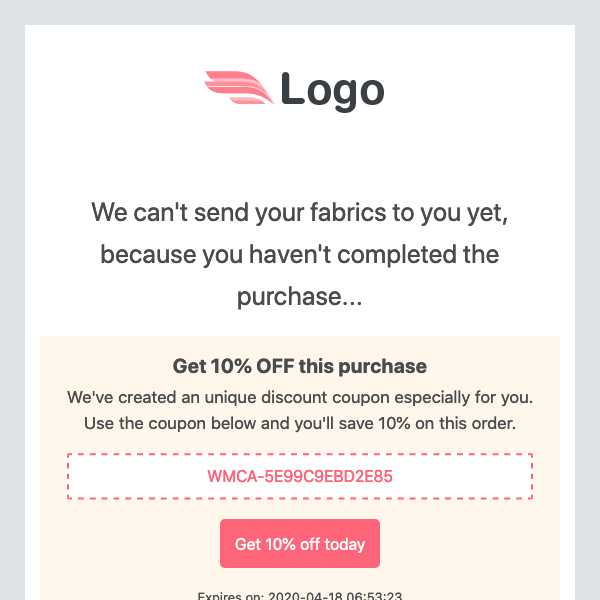 Logo
We can't send your fabrics to you yet,
because you haven't completed the
purchase...
Get 10% OFF this purchase
We've created an unique discount coupon especially for you.
Use the coupon below and you'll save 10% on this order.
WMCA-5E99C9EBD2E85
Get 10% off today
Expires on: 2020-04-18 06:53:23